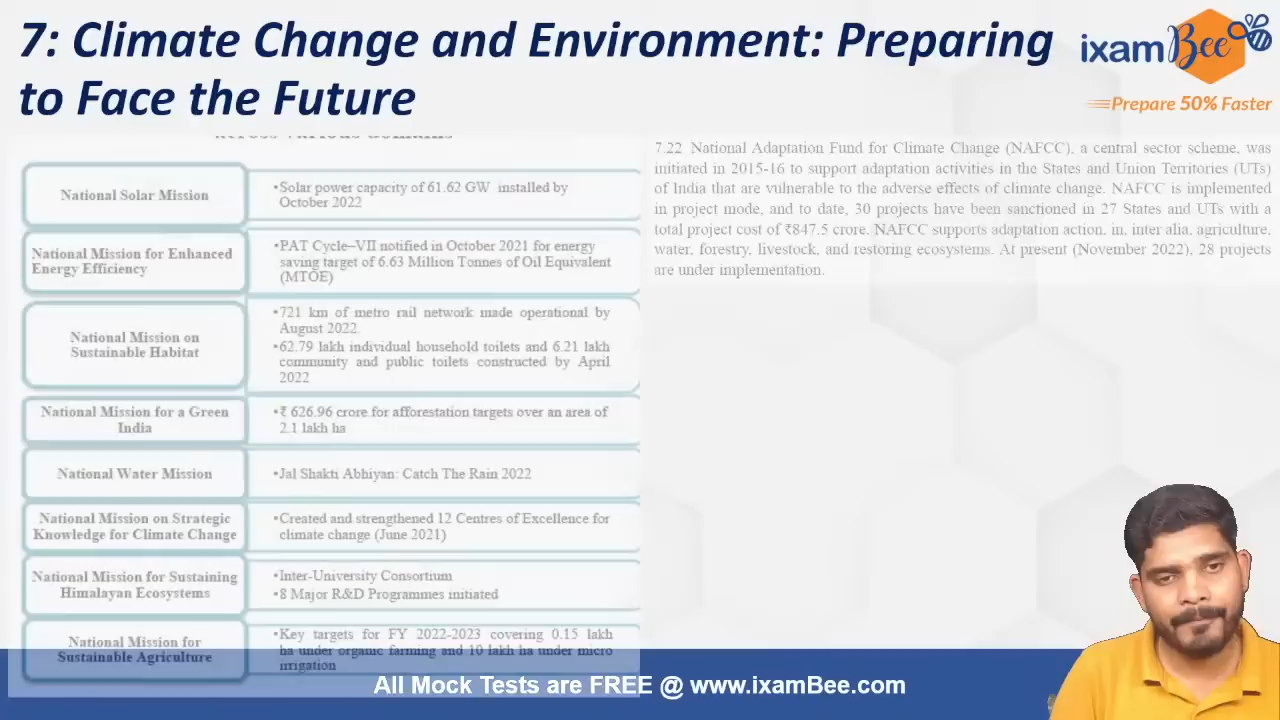 7: Climate Change and Environment: Preparing
to Face the Future
ixamBee
Prepare 50% Faster
across various domains
National Solar Mission
•Solar power capacity of 61.62 GW installed by
October 2022
National Mission for Enhanced
Energy Efficiency
•PAT Cycle–VII notified in October 2021 for energy
saving target of 6.63 Million Tonnes of Oil Equivalent
(MTOE)
National Mission on
Sustainable Habitat
•721 km of metro rail network made operational by
August 2022.
•62.79 lakh individual household toilets and 6.21 lakh
community and public toilets constructed by April
2022
National Mission for a Green
India
•₹ 626.96 crore for afforestation targets over an area of
2.1 lakh ha
National Water Mission
•Jal Shakti Abhiyan: Catch The Rain 2022
National Mission on Strategic
Knowledge for Climate Change
•Created and strengthened 12 Centres of Excellence for
climate change (June 2021)
National Mission for Sustaining
Himalayan Ecosystems
•Inter-University Consortium
•8 Major R&D Programmes initiated
National Mission for
Sustainable Agriculture
•Key targets for FY 2022-2023 covering 0.15 lakh
ha under organic farming and 10 lakh ha under micro
irrigation
7.22 National Adaptation Fund for Climate Change (NAFCC), a central sector scheme, was
initiated in 2015-16 to support adaptation activities in the States and Union Territories (UTs)
of India that are vulnerable to the adverse effects of climate change. NAFCC is implemented
in project mode, and to date, 30 projects have been sanctioned in 27 States and UTs with a
total project cost of ₹847.5 crore. NAFCC supports adaptation action, in, inter alia, agriculture,
water, forestry, livestock, and restoring ecosystems. At present (November 2022), 28 projects
are under implementation.
All Mock Tests are FREE @ www.ixamBee.com